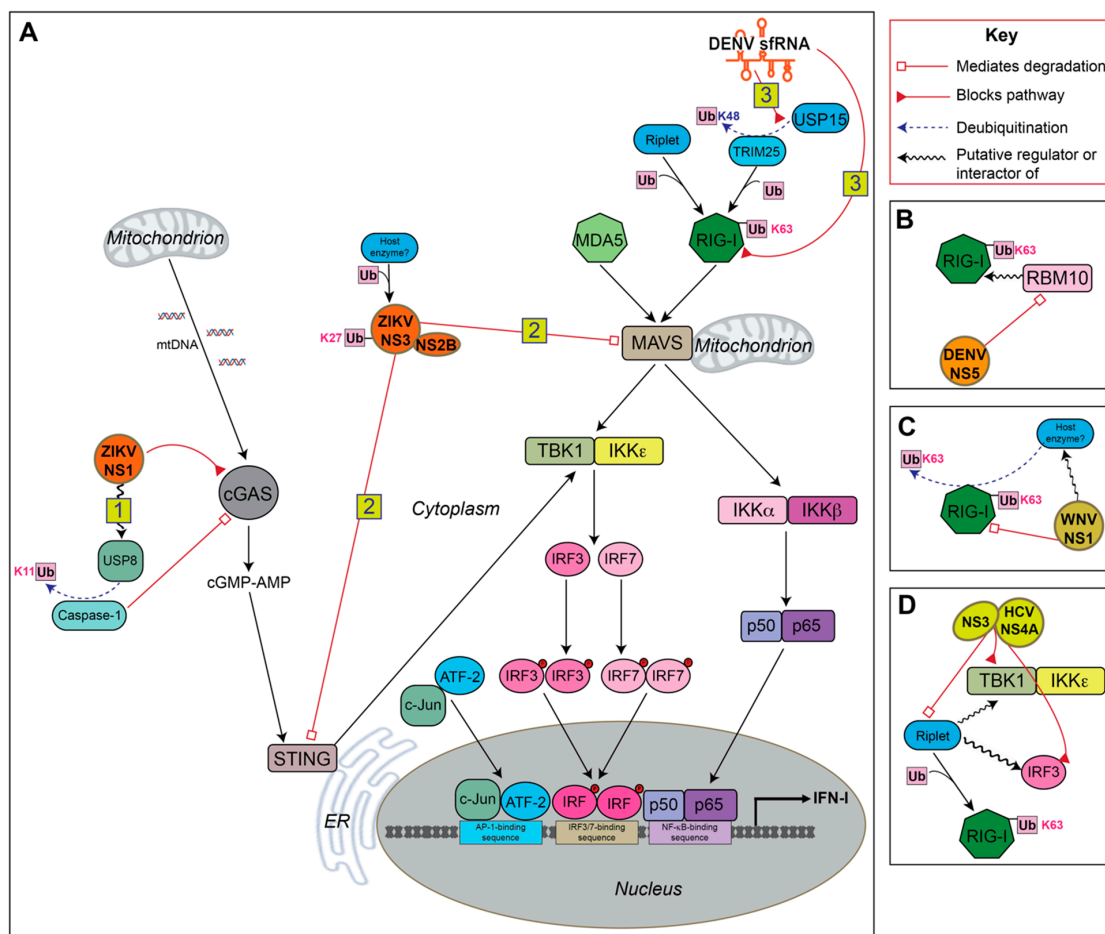 A
DENV sfRNA
3
Ub K48
USP15
Riplet
TRIM25
Ub
Ub
3
Mitochondrion
Host
enzyme?
MDA5
RIG-I
Ub K63
Ub
mtDNA
K27 Ub
ZIKV
NS3
NS2B
2
MAVS
Mitochondrion
ZIKV
NS1
cGAS
TBK1
IKKε
1
2
Cytoplasm
IKKα
IKKβ
USP8
K11 Ub
cGMP-AMP
IRF3
IRF7
Caspase-1
p50
p65
ATF-2
c-Jun
P
P
IRF3
IRF3
P
P
IRF7
IRF7
STING
ER
c-Jun
ATF-2
P
P
IRF
IRF
p50
p65
IFN-I
AP-1-binding
sequence
IRF3/7-binding
sequence
NF-κB-binding
sequence
Nucleus
Key
Mediates degradation
Blocks pathway
Deubiquitination
Putative regulator or
interactor of
B
RIG-I
Ub K63
RBM10
DENV
NS5
C
Host
enzyme?
Ub K63
RIG-I
Ub K63
WNV
NS1
D
NS3
HCV
NS4A
TBK1
IKKε
Riplet
Ub
IRF3
RIG-I
Ub K63